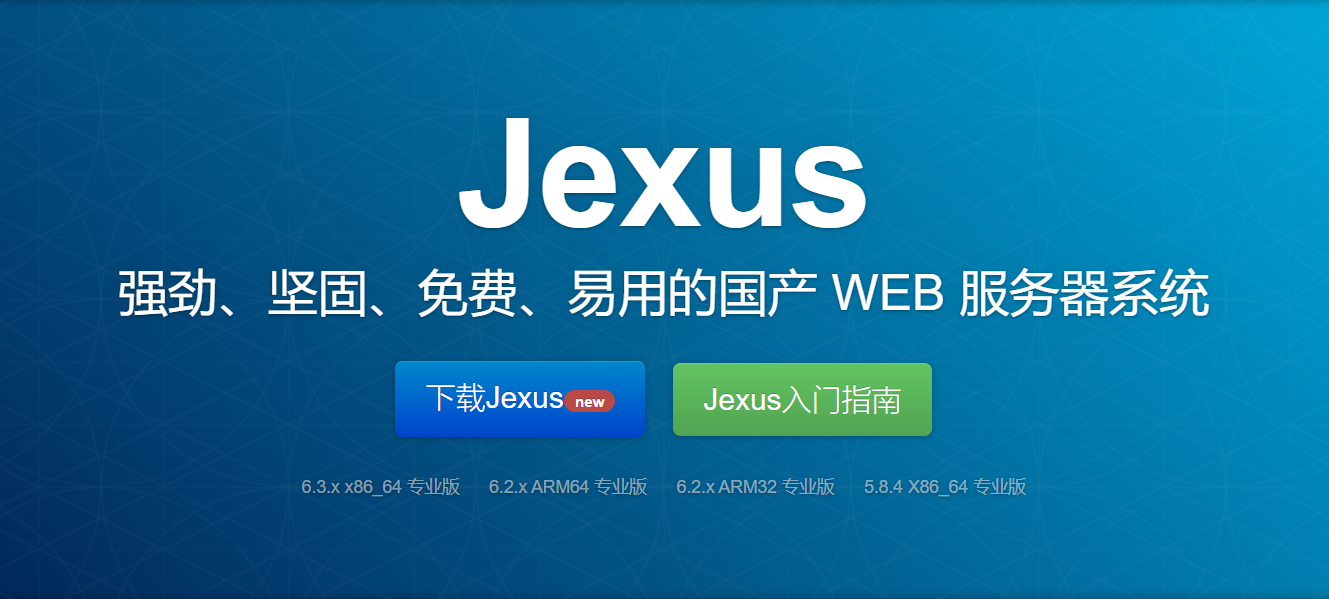 Jexus
强劲、坚固、免费、易用的国产 WEB 服务器系统
下载Jexus new
Jexus入门指南
6.3.x x86_64 专业版 6.2.x ARM64 专业版 6.2.x ARM32 专业版 5.8.4 X86_64 专业版